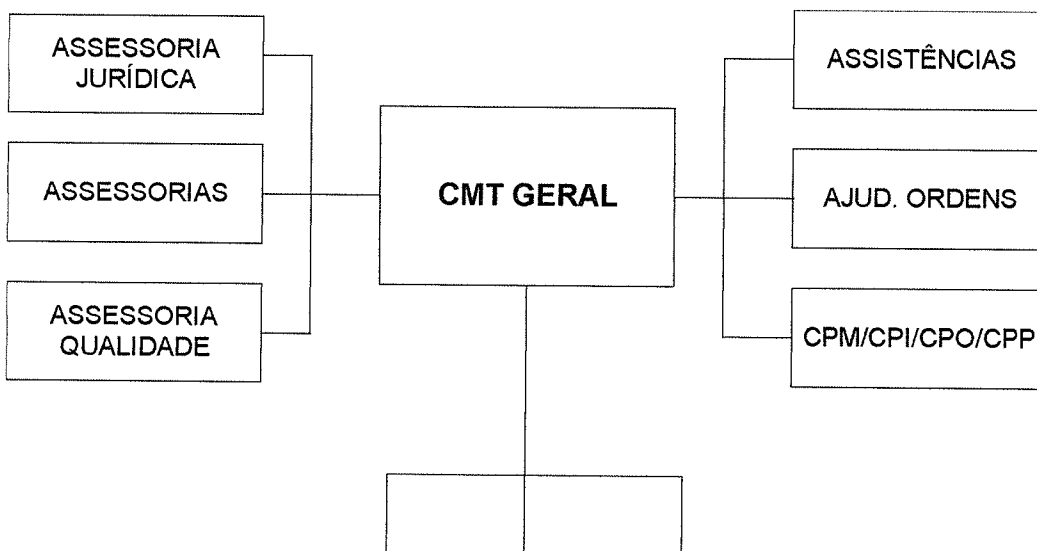 ASSESSORIA
JURÍDICA
ASSESSORIAS
ASSESSORIA
QUALIDADE
CMT GERAL
ASSISTÊNCIAS
AJUD. ORDENS
CPM/CPI/CPO/CPP